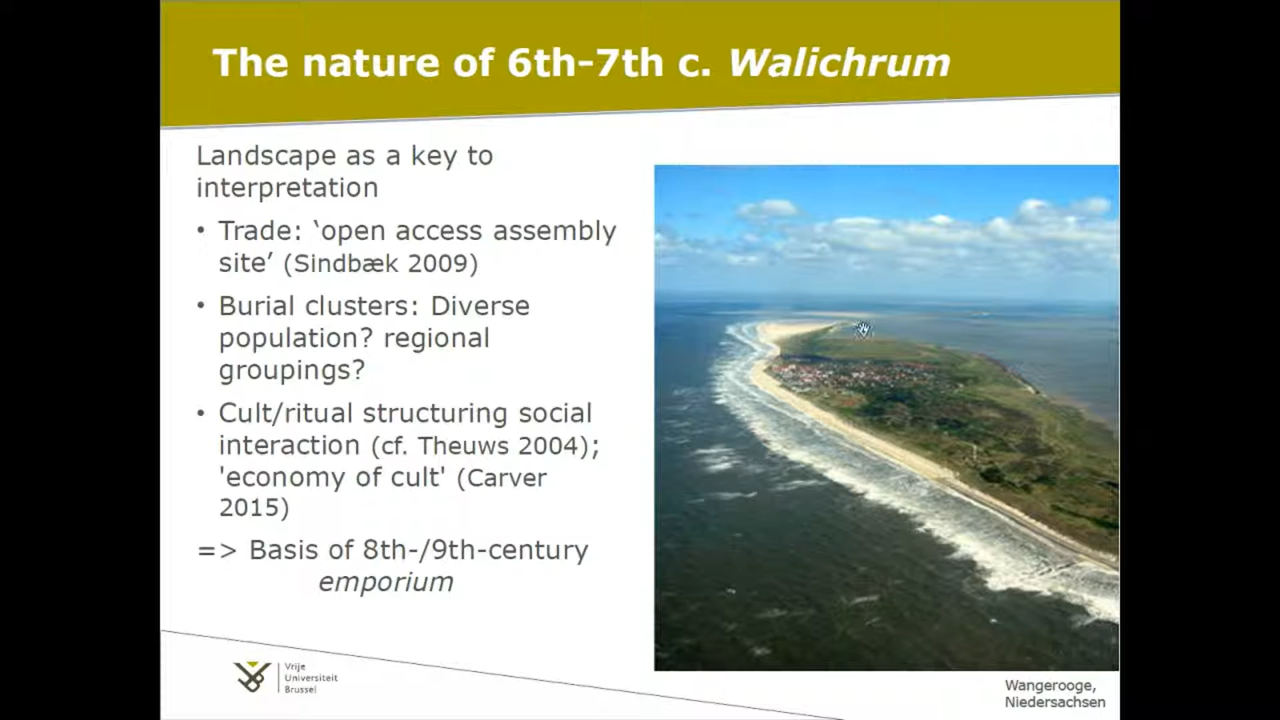 The nature of 6th-7th c. Walichrum
Landscape as a key to
interpretation
• Trade: ‘open access assembly
site’ (Sindbæk 2009)
• Burial clusters: Diverse
population? regional
groupings?
• Cult/ritual structuring social
interaction (cf. Theuws 2004);
'economy of cult' (Carver
2015)
=> Basis of 8th-/9th-century
emporium
Vrije
Universiteit
Brussel
Wangerooge,
Niedersachsen